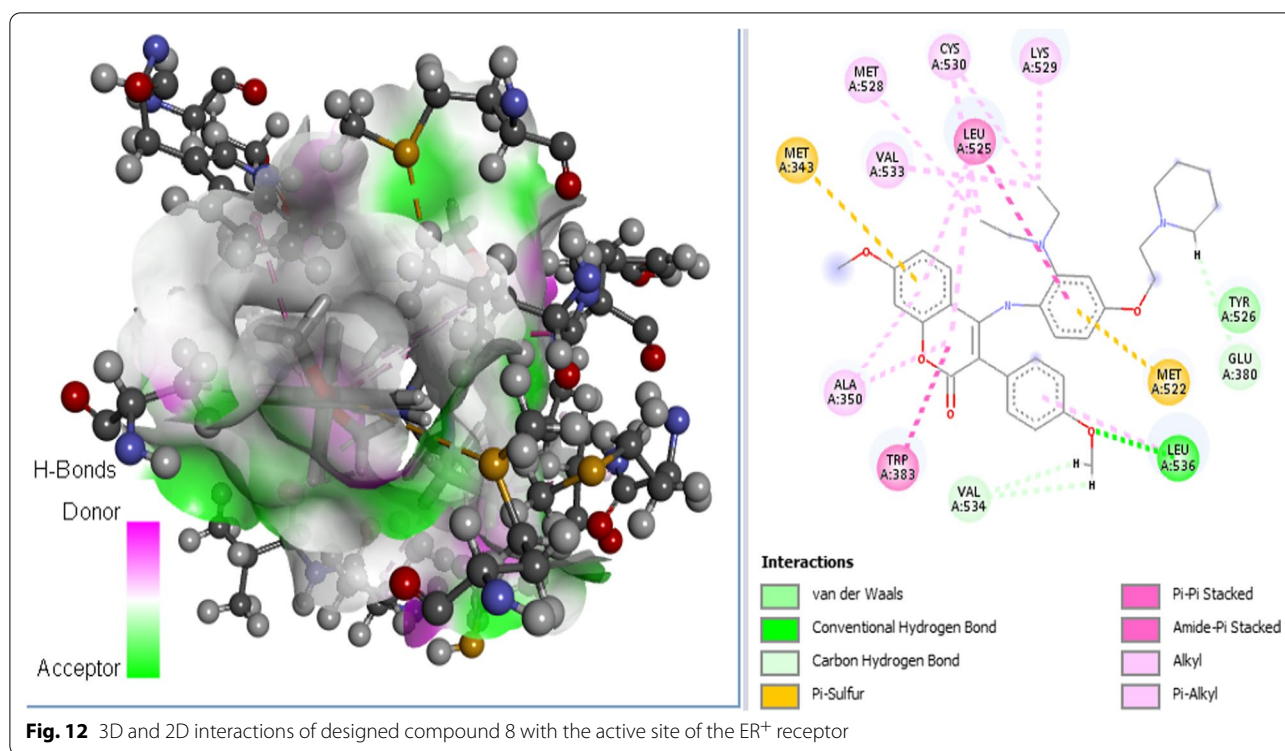 H-Bonds
Donor
Acceptor
CYS
A:530
LYS
A:529
MET
A:528
LEU
A:525
MET
A:343
VAL
A:533
N
N
H
O
N
O
TYR
A:526
GLU
A:380
O
O
MET
A:522
ALA
A:350
O
LEU
A:536
TRP
A:383
H
VAL
A:534
H
Interactions
van der Waals
Conventional Hydrogen Bond
Carbon Hydrogen Bond
Pi-Sulfur
Pi-Pi Stacked
Amide-Pi Stacked
Alkyl
Pi-Alkyl
Fig. 12 3D and 2D interactions of designed compound 8 with the active site of the ER⁺ receptor